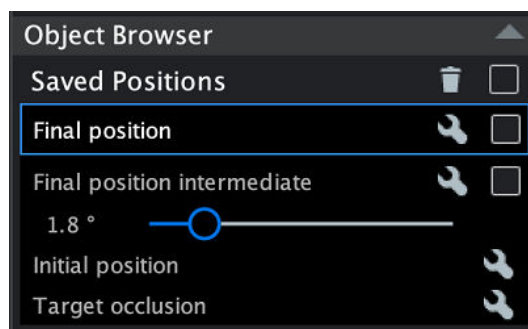 Object Browser
Saved Positions
Final position
Final position intermediate
1.8 °
Initial position
Target occlusion